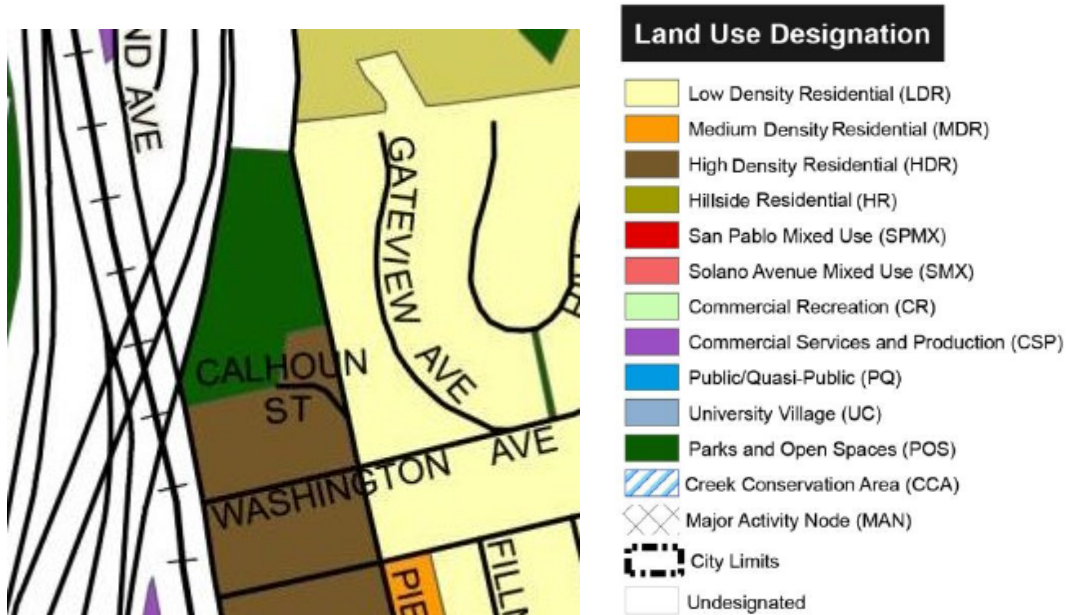 ND AVE
GATEVIEW
AVE
CALHOUN
ST
WASHINGTON AVE
PIE
FILLM
Land Use Designation
Low Density Residential (LDR)
Medium Density Residential (MDR)
High Density Residential (HDR)
Hillside Residential (HR)
San Pablo Mixed Use (SPMX)
Solano Avenue Mixed Use (SMX)
Commercial Recreation (CR)
Commercial Services and Production (CSP)
Public/Quasi-Public (PQ)
University Village (UC)
Parks and Open Spaces (POS)
Creek Conservation Area (CCA)
Major Activity Node (MAN)
City Limits
Undesignated